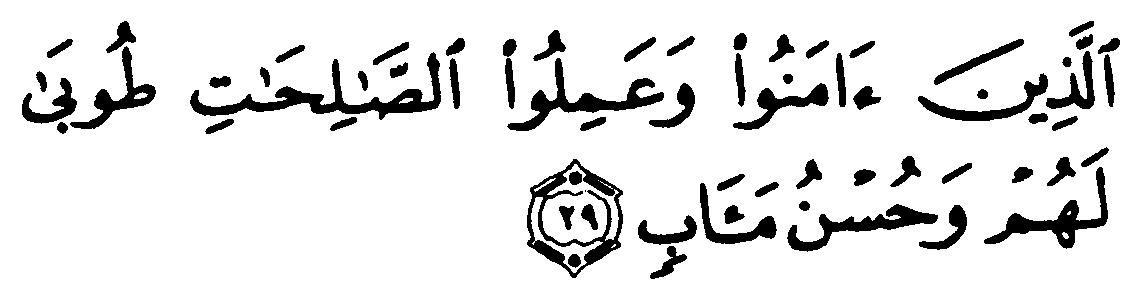 ٱلَّذِينَ ءَامَنُوا۟ وَعَمِلُوا۟ ٱلصَّـٰلِحَـٰتِ طُوبَىٰ
لَهُمْ وَحُسْنُ مَـَٔابٍ ٢٩